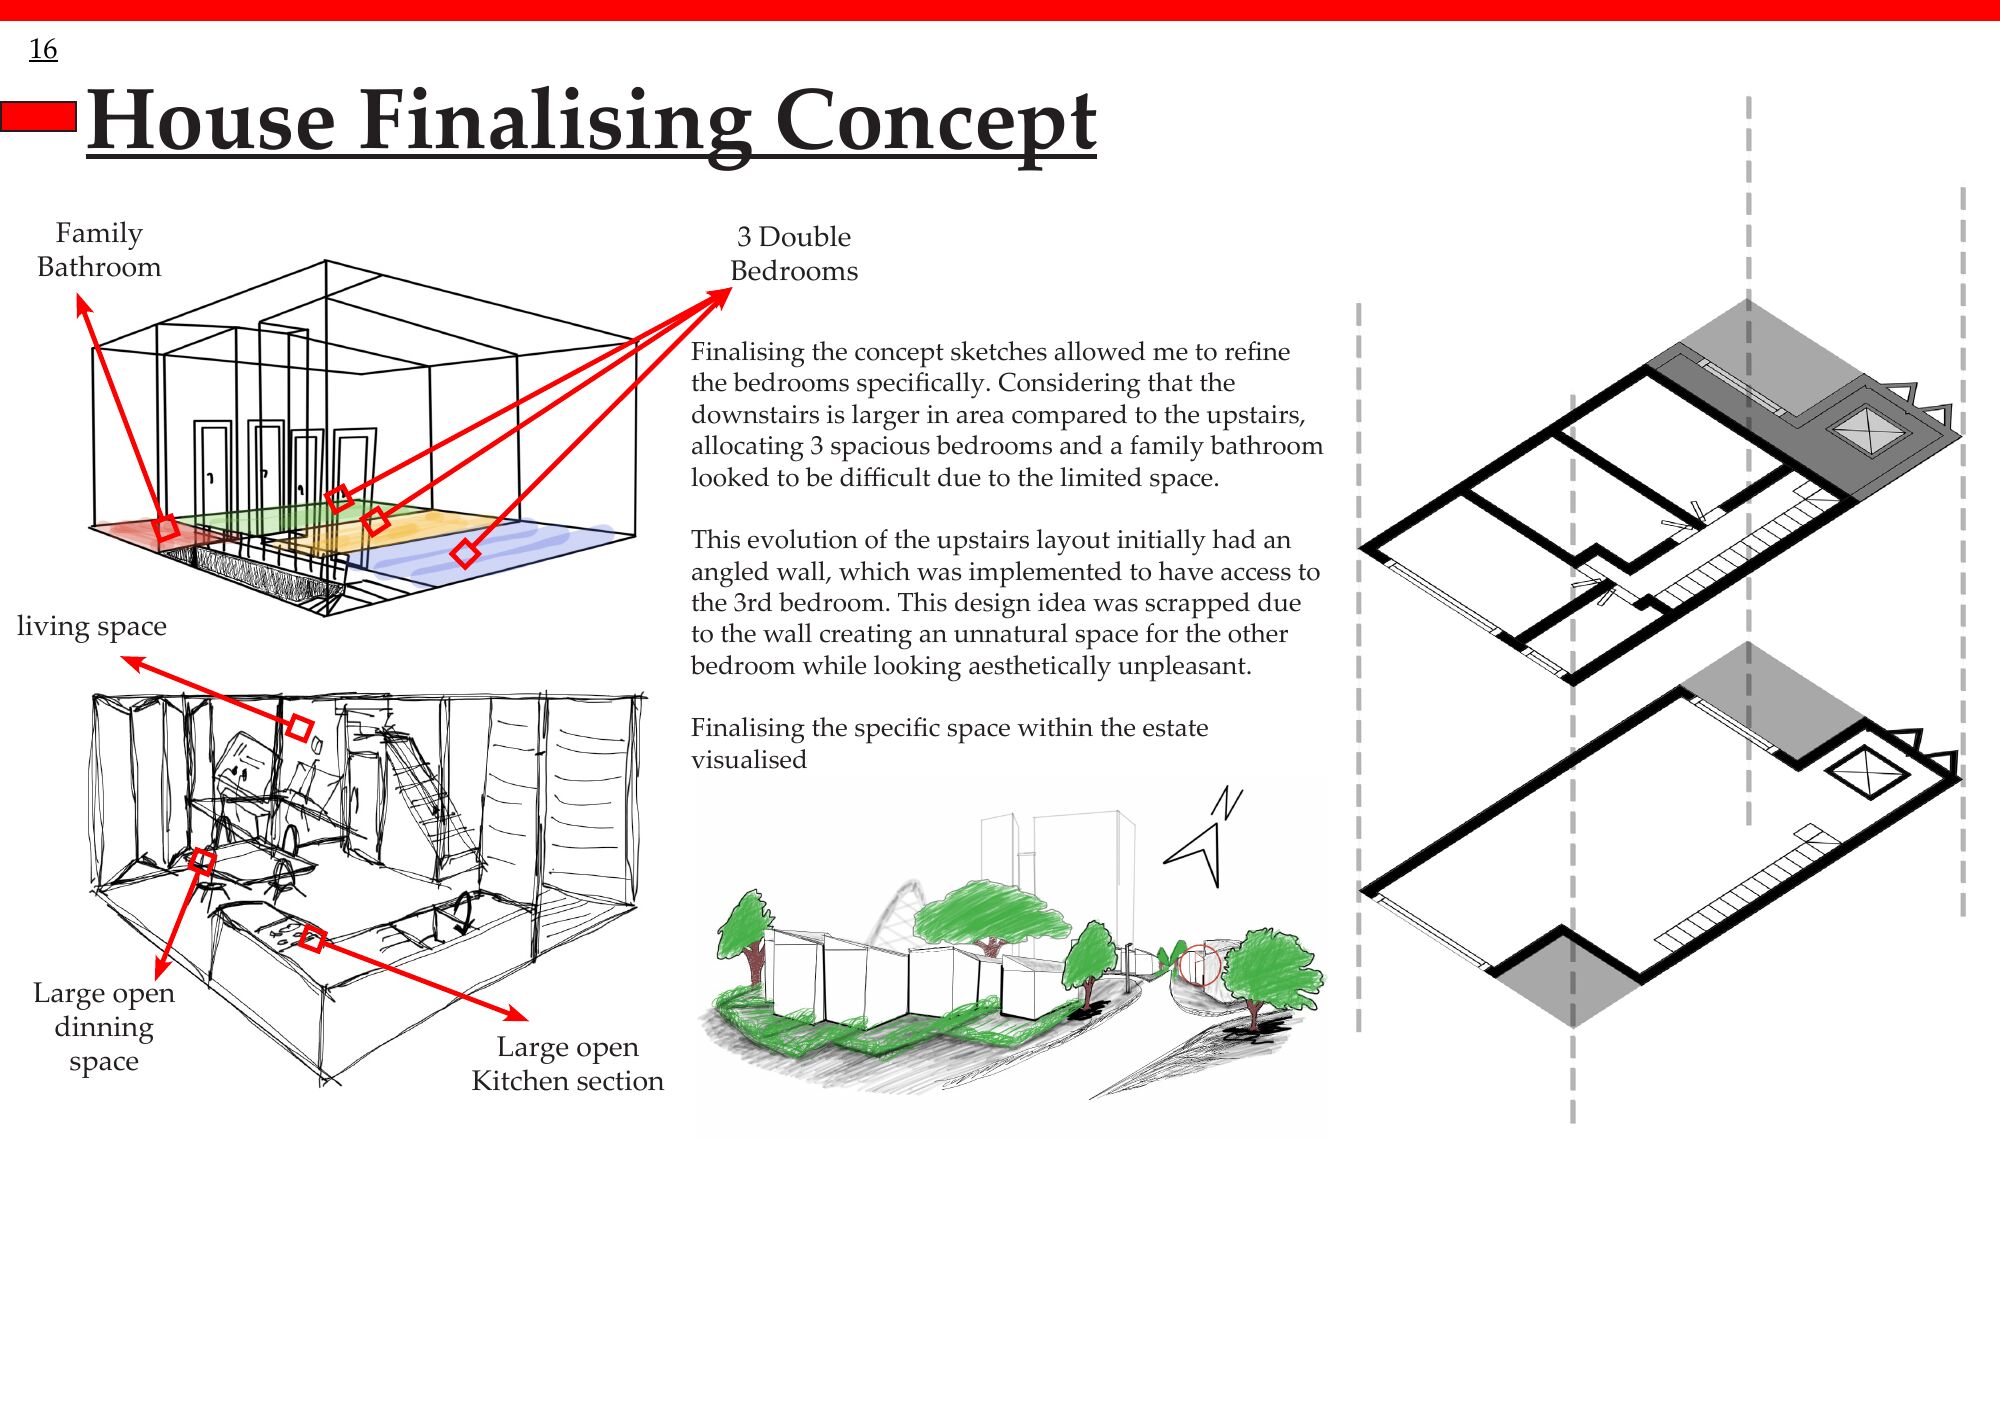 16
House Finalising Concept
Family
Bathroom
3 Double
Bedrooms
Finalising the concept sketches allowed me to refine
the bedrooms specifically. Considering that the
downstairs is larger in area compared to the upstairs,
allocating 3 spacious bedrooms and a family bathroom
looked to be difficult due to the limited space.
This evolution of the upstairs layout initially had an
angled wall, which was implemented to have access to
the 3rd bedroom. This design idea was scrapped due
to the wall creating an unnatural space for the other
bedroom while looking aesthetically unpleasant.
Finalising the specific space within the estate
visualised
living space
Large open
dinning
space
Large open
Kitchen section
N